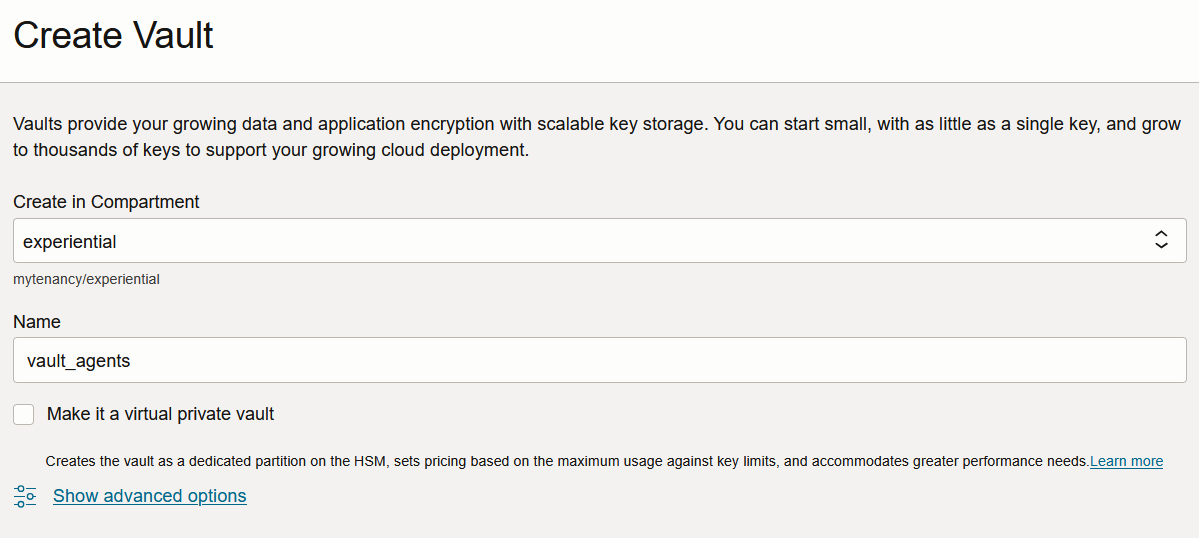 Create Vault
Vaults provide your growing data and application encryption with scalable key storage. You can start small, with as little as a single key, and grow
to thousands of keys to support your growing cloud deployment.
Create in Compartment
experiential
mytenancy/experiential
Name
vault_agents
Make it a virtual private vault
Creates the vault as a dedicated partition on the HSM, sets pricing based on the maximum usage against key limits, and accommodates greater performance needs.Learn more
Show advanced options